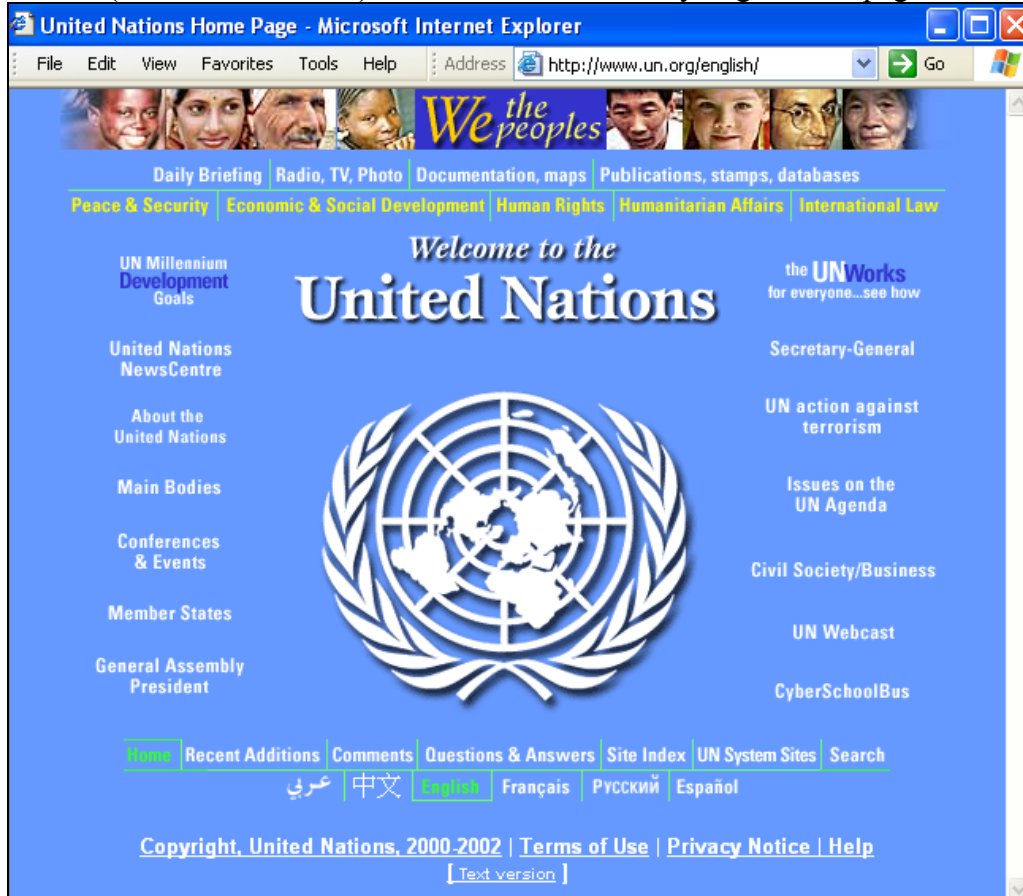 United Nations Home Page - Microsoft Internet Explorer
File Edit View Favorites Tools Help Address http://www.un.org/english/ Go
We the peoples
Daily Briefing Radio, TV, Photo Documentation, maps Publications, stamps, databases
Peace & Security Economic & Social Development Human Rights Humanitarian Affairs International Law
Welcome to the
United Nations
UN Millennium
Development
Goals
United Nations
NewsCentre
About the
United Nations
Main Bodies
Conferences
& Events
Member States
General Assembly
President
the UNWorks
for everyone...see how
Secretary-General
UN action against
terrorism
Issues on the
UN Agenda
Civil Society/Business
UN Webcast
CyberSchoolBus
Home Recent Additions Comments Questions & Answers Site Index UN System Sites Search
عربي 中文 English Français Русский Español
Copyright, United Nations, 2000-2002 | Terms of Use | Privacy Notice | Help
[ Text version ]